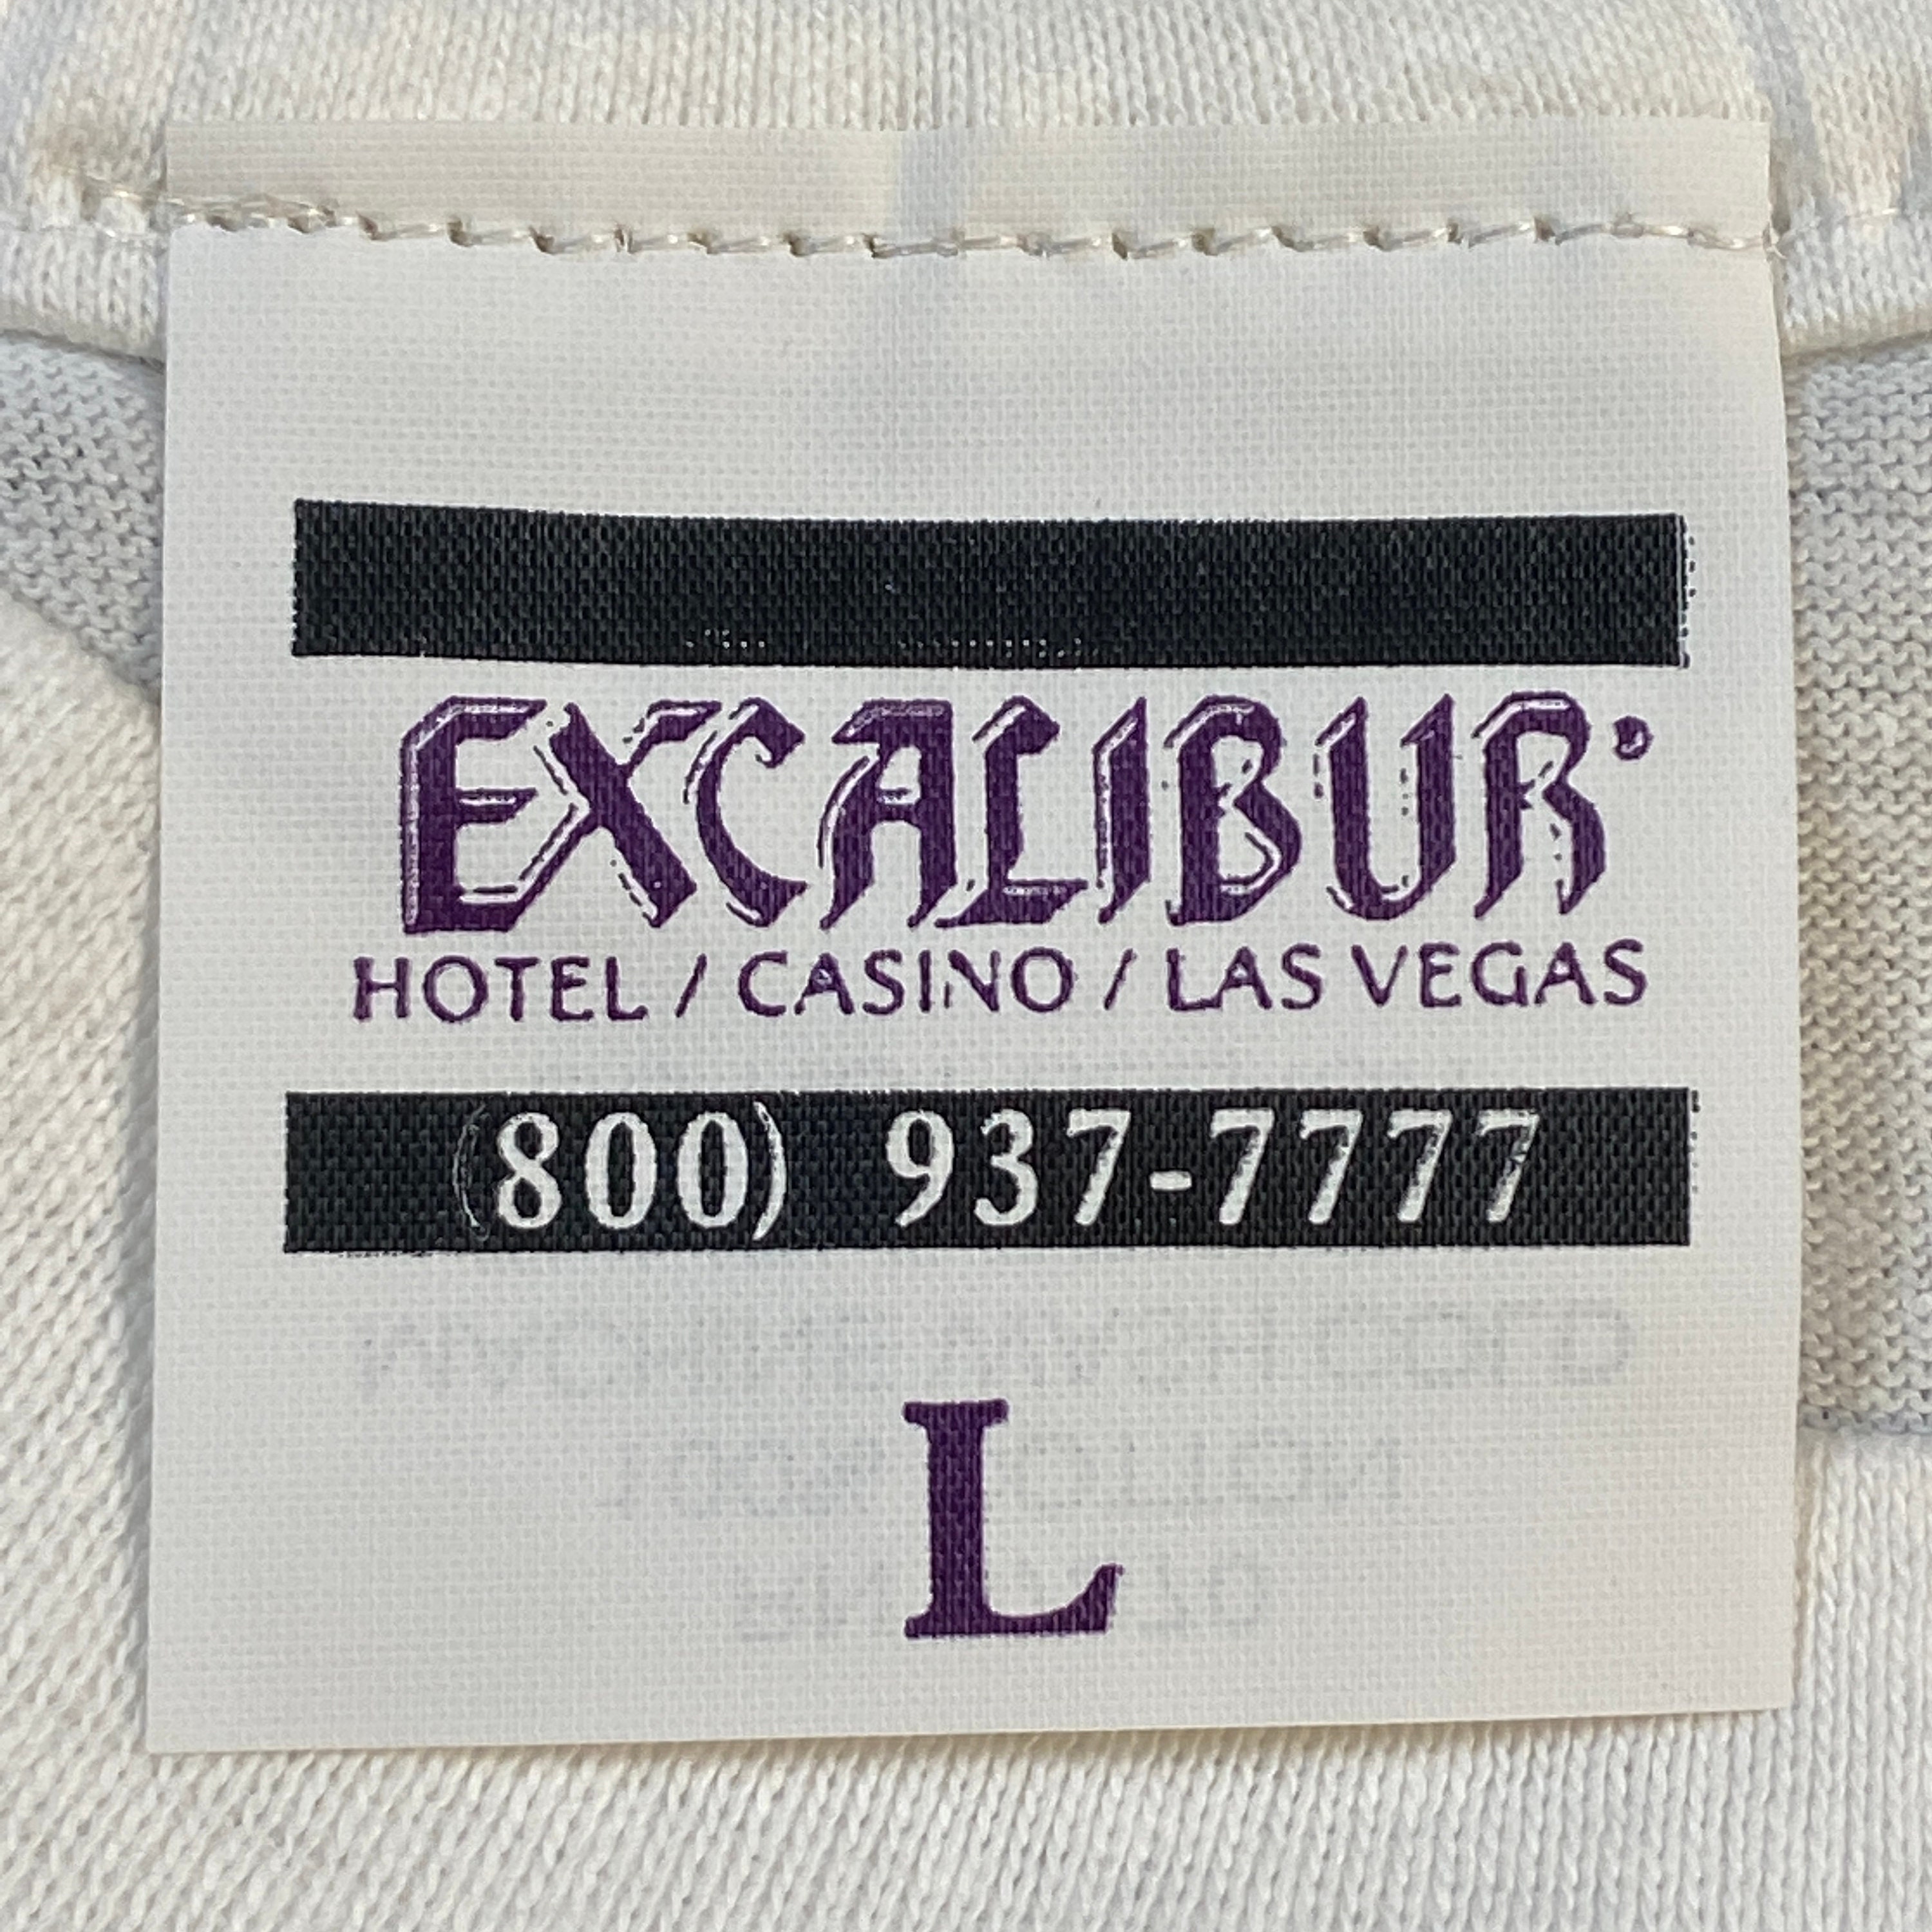 EXCALIBUR
HOTEL / CASINO / LAS VEGAS
(800) 937-7777
L